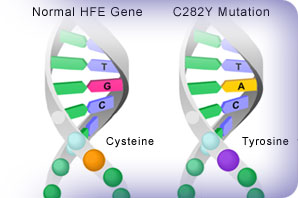 Normal HFE Gene
C282Y Mutation
T
G
C
Cysteine
T
A
C
Tyrosine